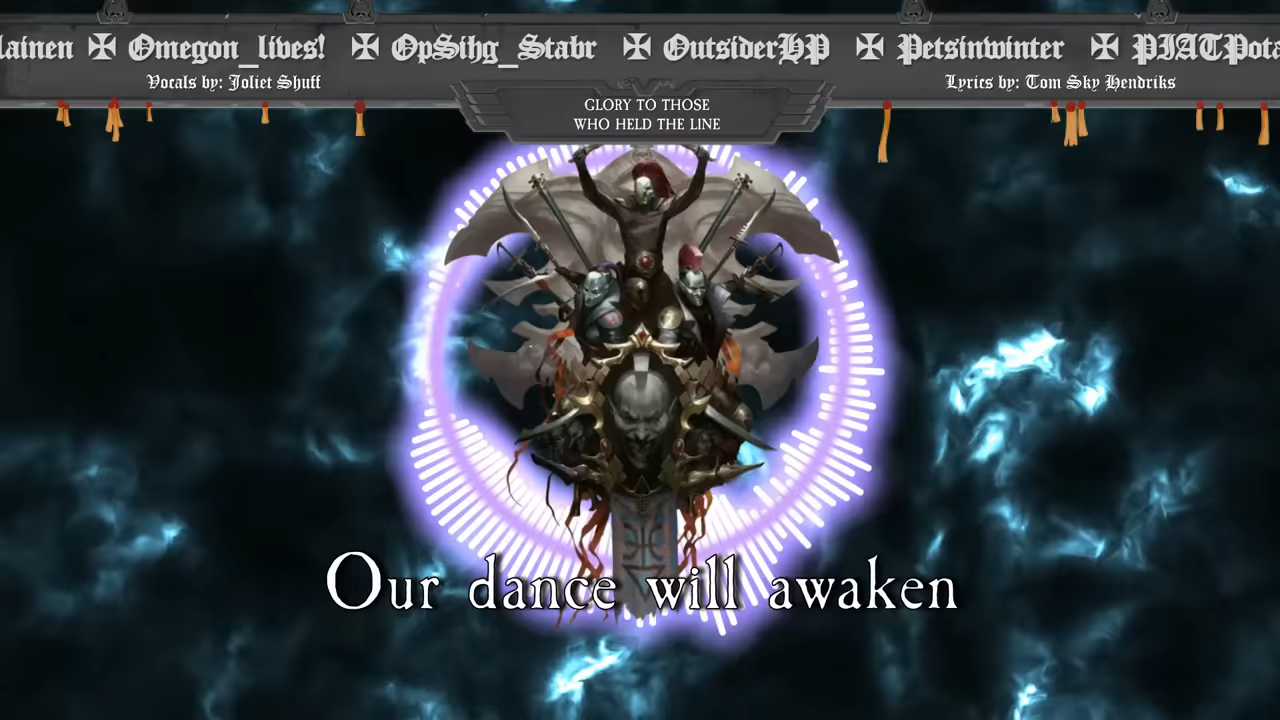 lainen ✠ Omegon_lives! ✠ OpSihg_Stabr ✠ OutsiderHP ✠ Petsinwinter ✠ PIATPota
Vocals by: Joliet Shuff
Lyrics by: Tom Sky Hendriks
GLORY TO THOSE
WHO HELD THE LINE
Our dance will awaken